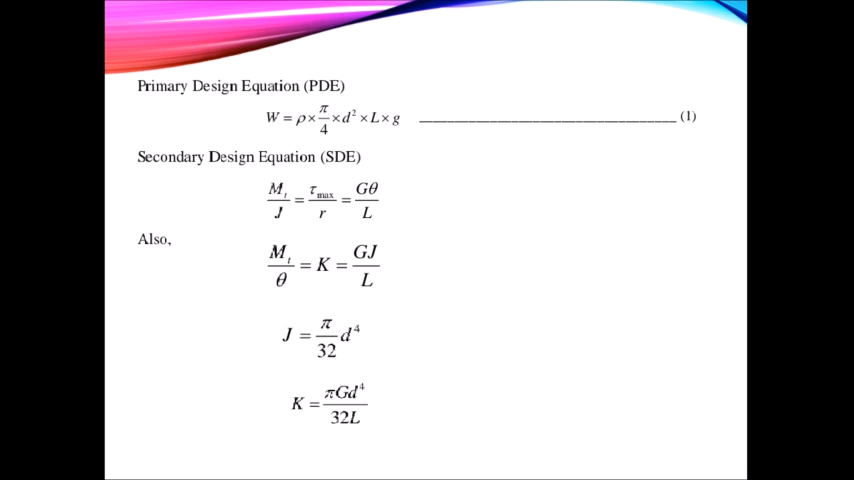 Primary Design Equation (PDE)
W = ρ × π/4 × d² × L × g ________________________________ (1)
Secondary Design Equation (SDE)
M_t/J = τ_max/r = Gθ/L
Also,
M_t/θ = K = GJ/L
J = π/32 d⁴
K = πGd⁴/32L